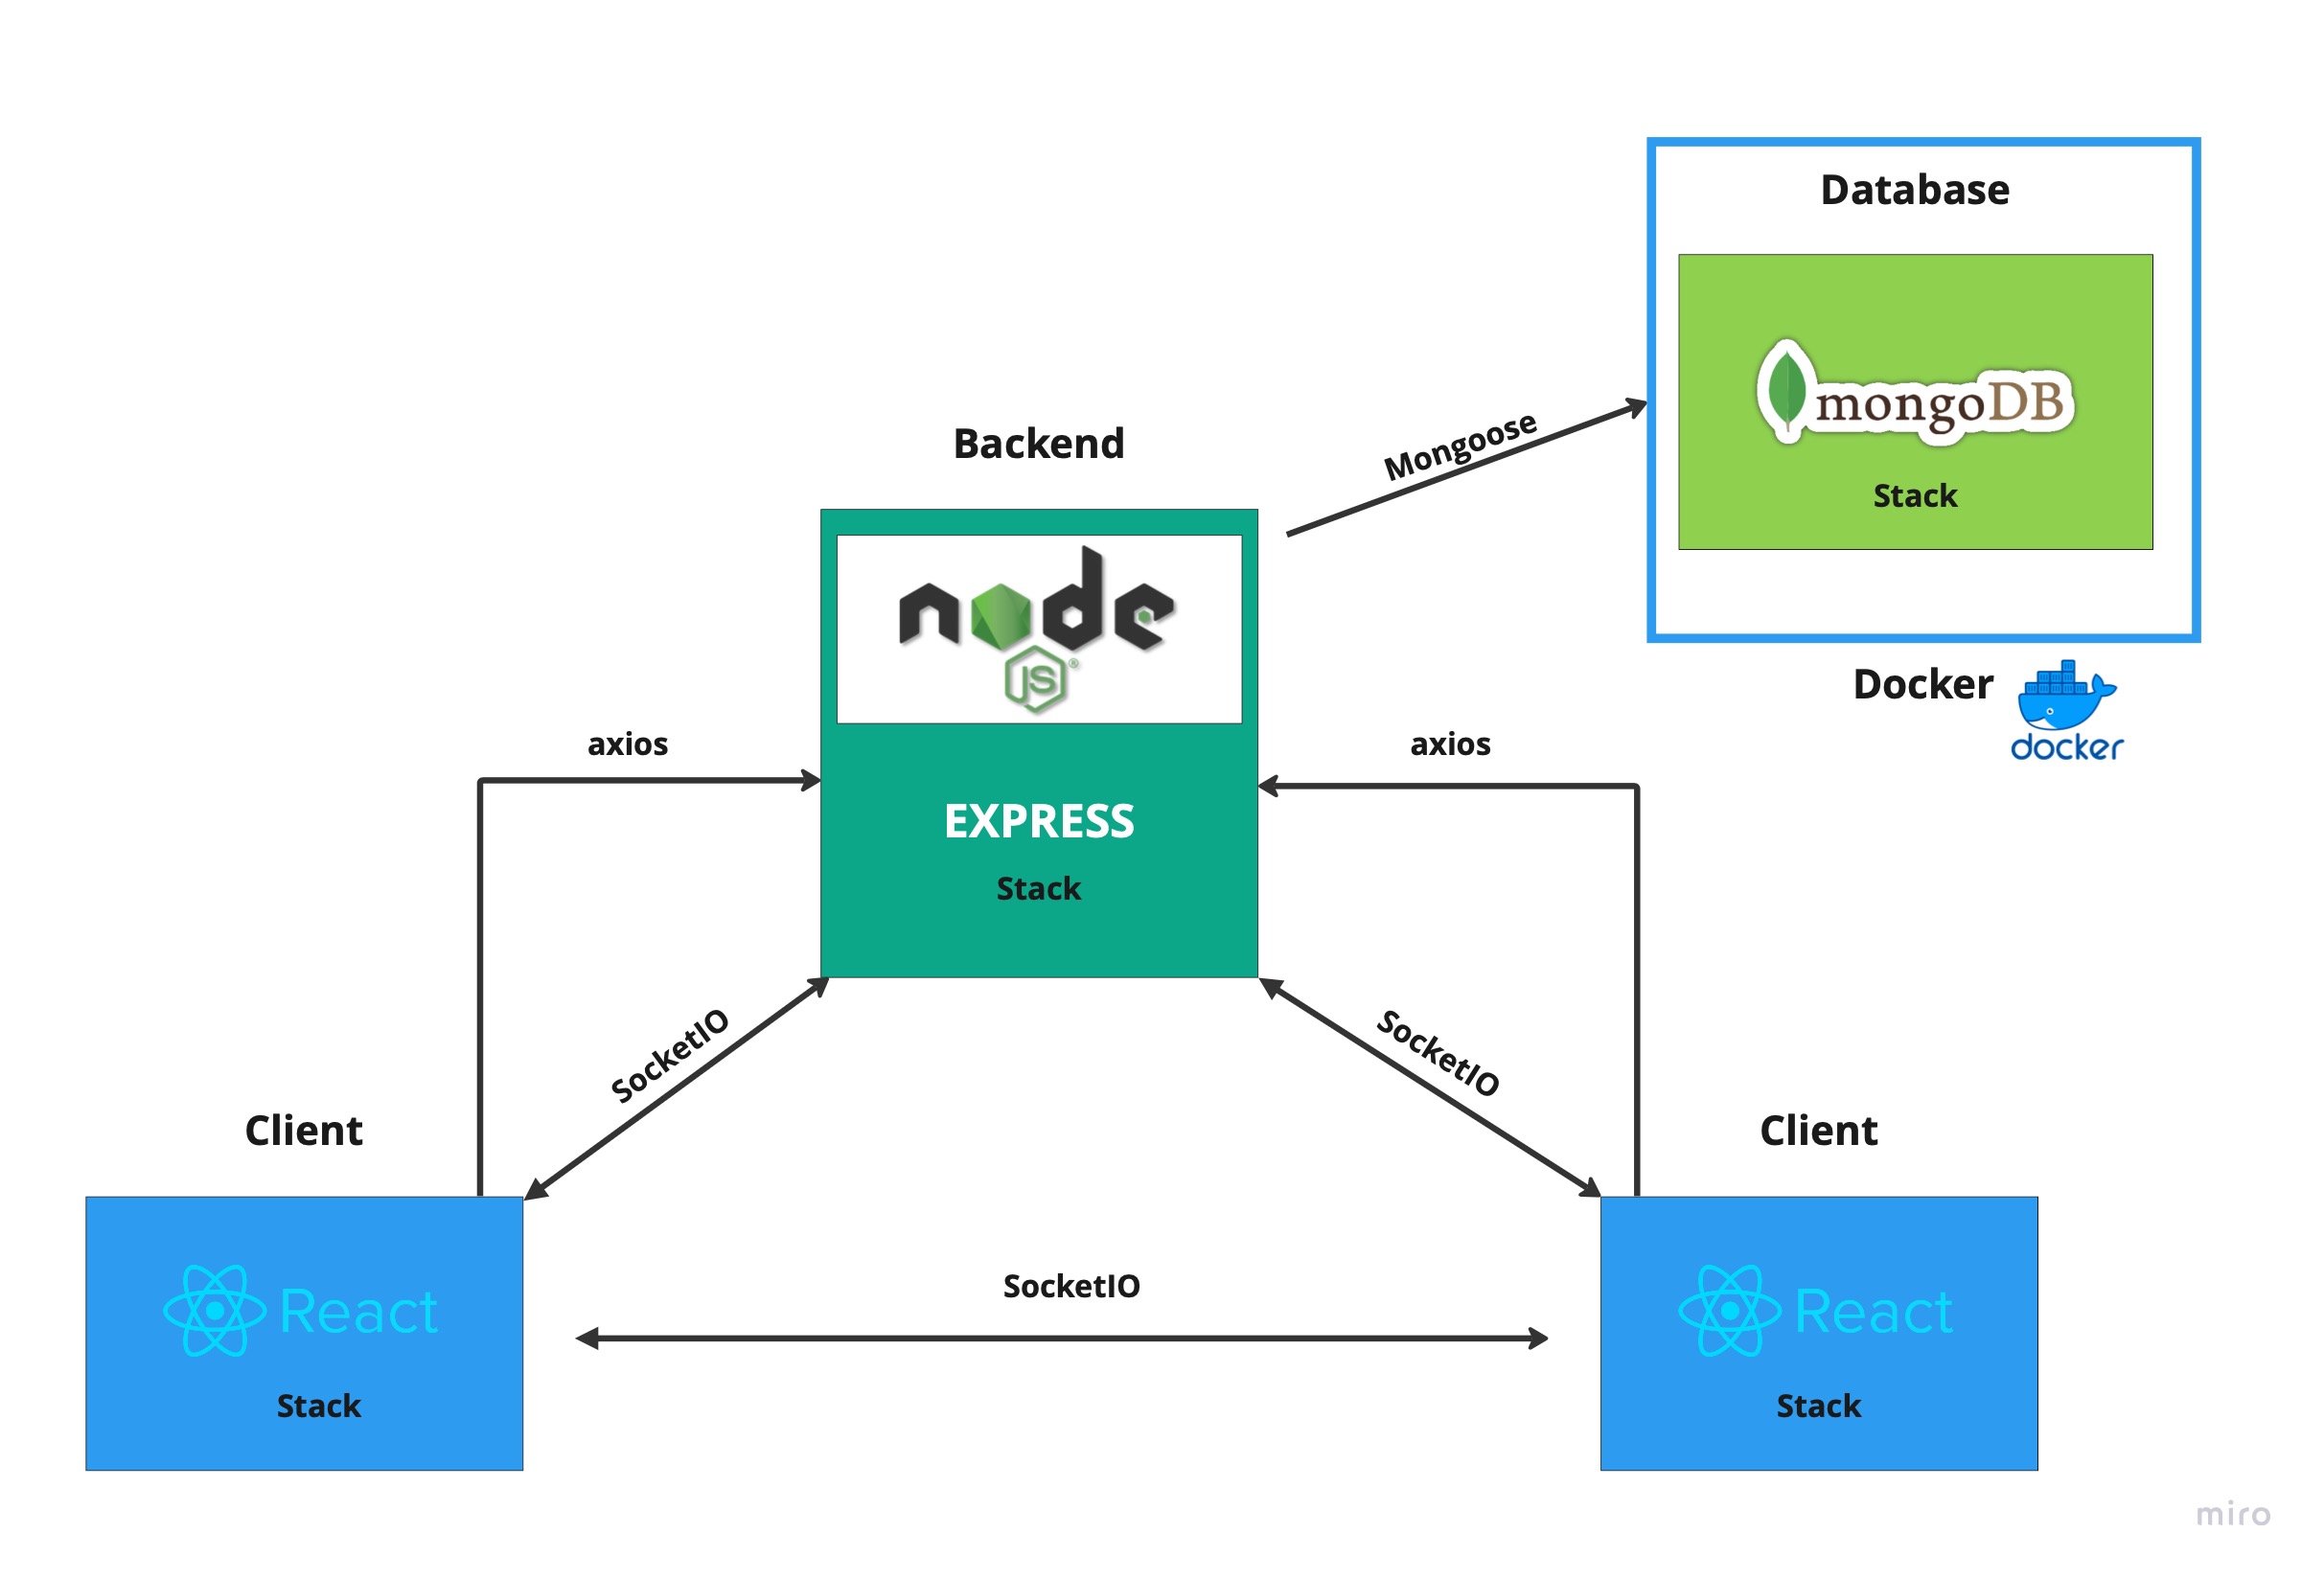 Database
mongoDB
Stack
Docker
docker
Mongoose
Backend
node
JS
®
EXPRESS
Stack
axios
axios
SocketIO
SocketIO
Client
React
Stack
SocketIO
Client
React
Stack
miro